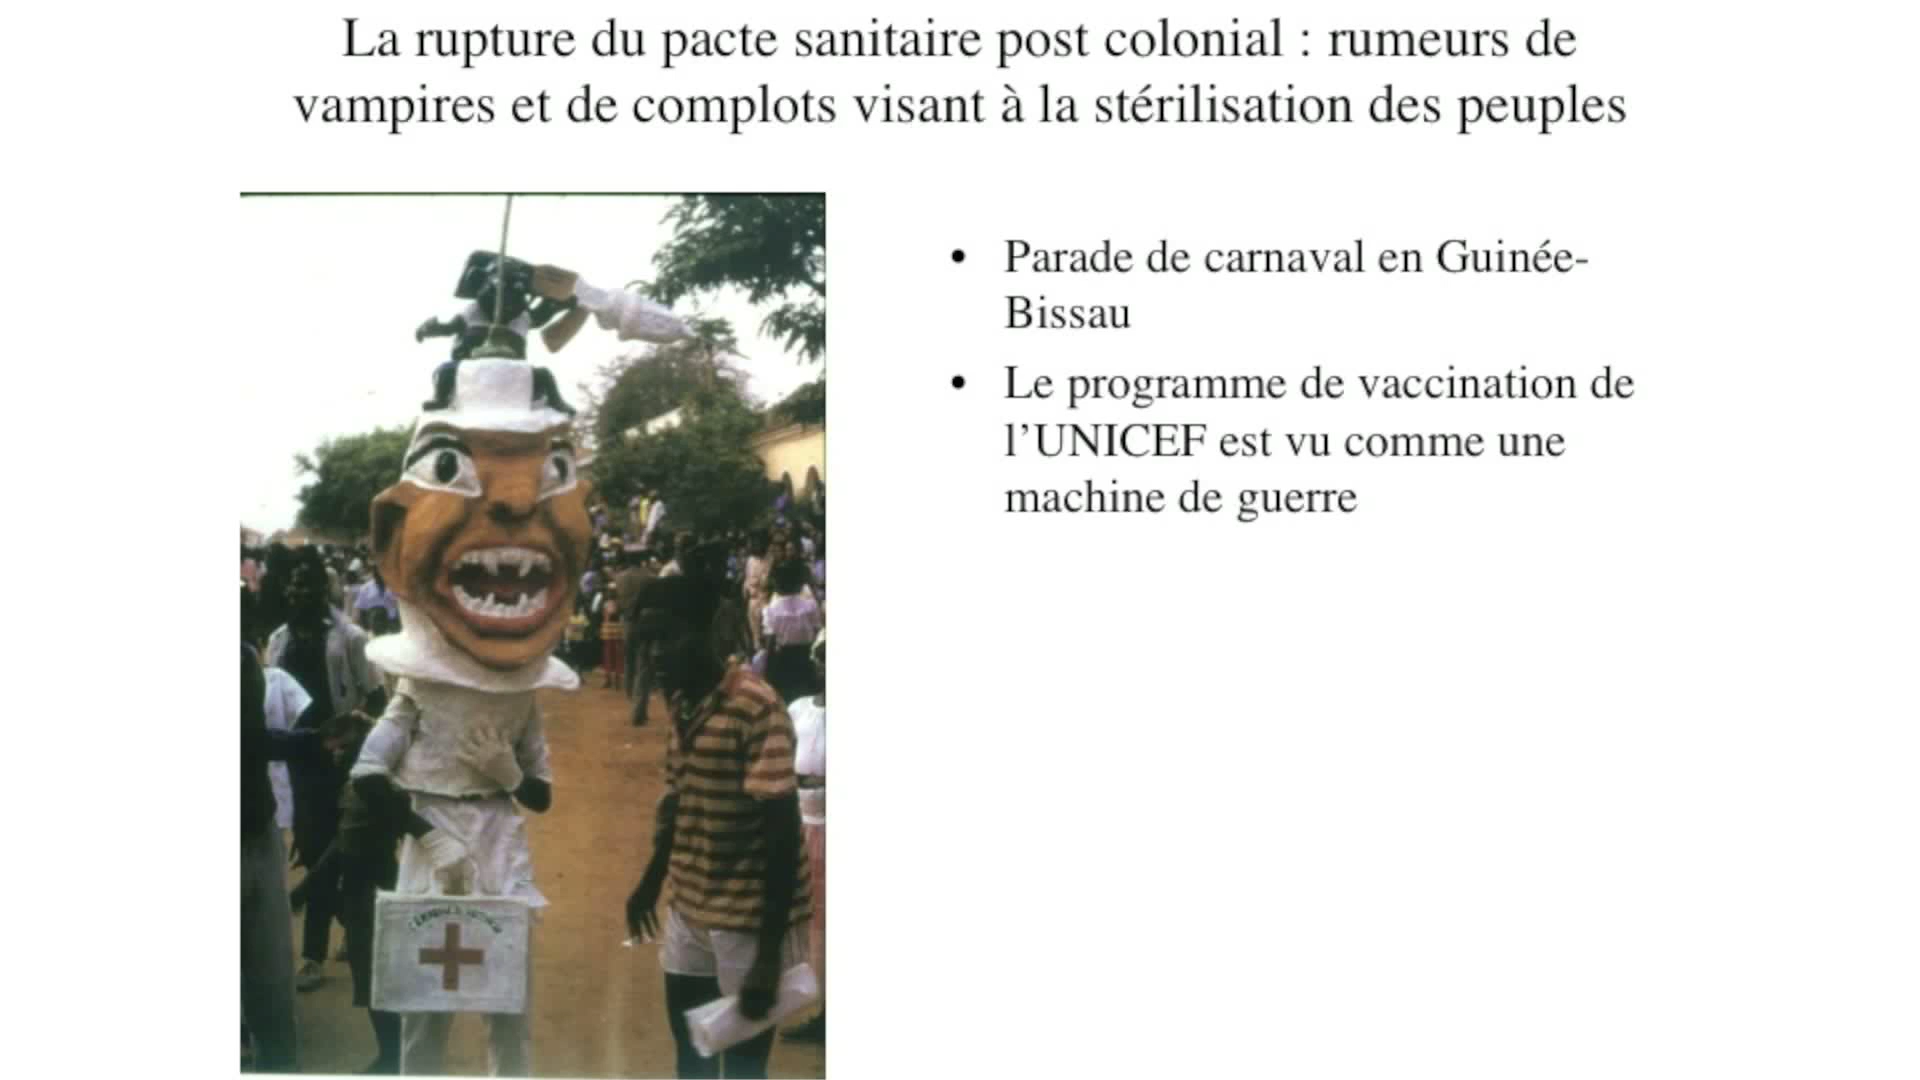 La rupture du pacte sanitaire post colonial : rumeurs de
vampires et de complots visant à la stérilisation des peuples
• Parade de carnaval en Guinée-
Bissau
• Le programme de vaccination de
l’UNICEF est vu comme une
machine de guerre